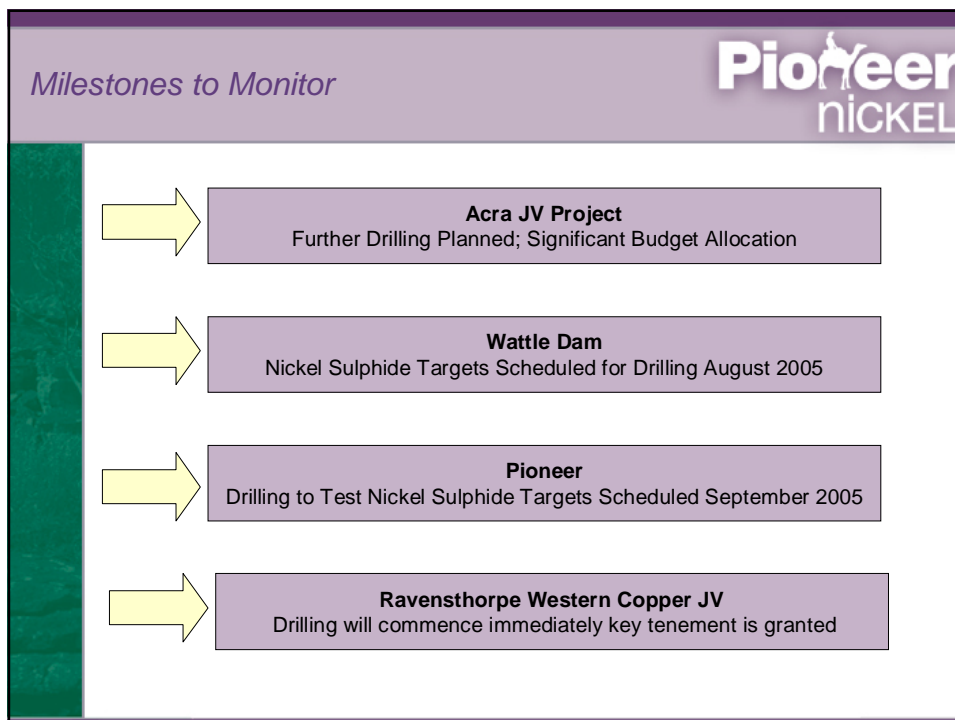 Milestones to Monitor
Pioneer
NICKEL
Acra JV Project
Further Drilling Planned; Significant Budget Allocation
Wattle Dam
Nickel Sulphide Targets Scheduled for Drilling August 2005
Pioneer
Drilling to Test Nickel Sulphide Targets Scheduled September 2005
Ravensthorpe Western Copper JV
Drilling will commence immediately key tenement is granted